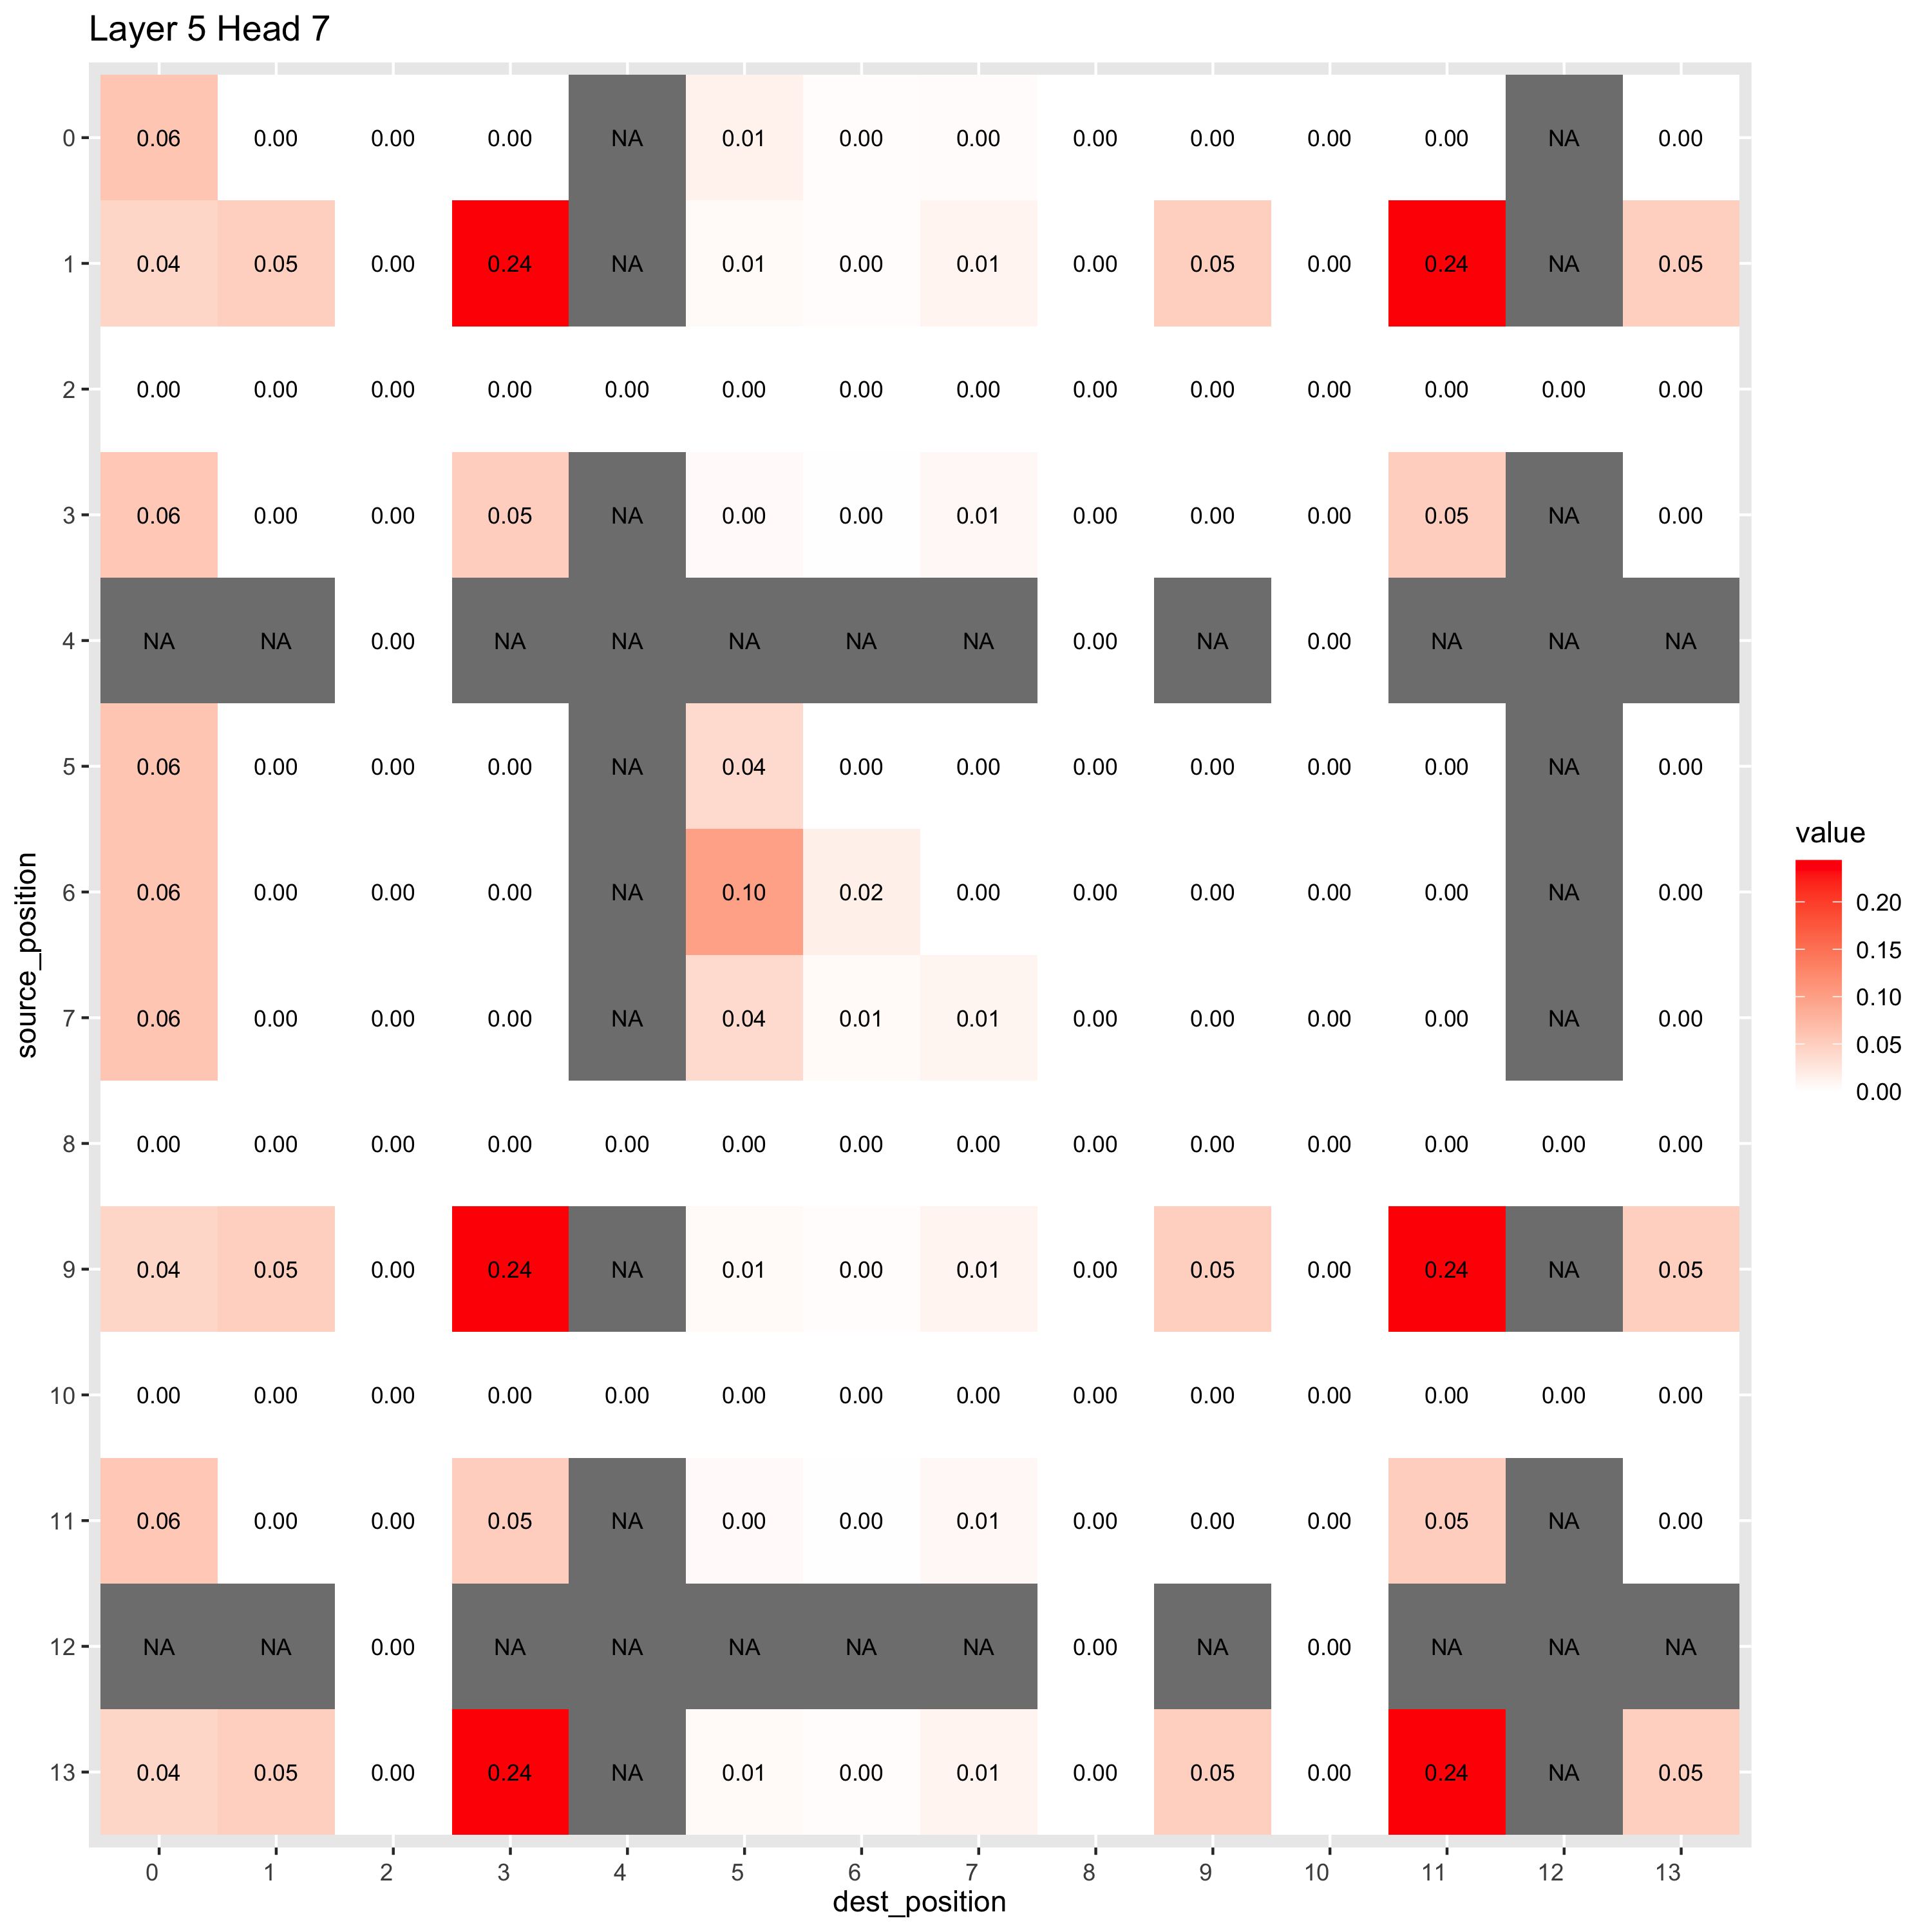 Layer 5 Head 7
0 0.06 0.00 0.00 0.00 NA 0.01 0.00 0.00 0.00 0.00 0.00 0.00 NA 0.00
1 0.04 0.05 0.00 0.24 NA 0.01 0.00 0.01 0.00 0.05 0.00 0.24 NA 0.05
2 0.00 0.00 0.00 0.00 0.00 0.00 0.00 0.00 0.00 0.00 0.00 0.00 0.00 0.00
3 0.06 0.00 0.00 0.05 NA 0.00 0.00 0.01 0.00 0.00 0.00 0.05 NA 0.00
4 NA NA 0.00 NA NA NA NA NA 0.00 NA 0.00 NA NA NA
5 0.06 0.00 0.00 0.00 NA 0.04 0.00 0.00 0.00 0.00 0.00 0.00 NA 0.00
6 0.06 0.00 0.00 0.00 NA 0.10 0.02 0.00 0.00 0.00 0.00 0.00 NA 0.00
7 0.06 0.00 0.00 0.00 NA 0.04 0.01 0.01 0.00 0.00 0.00 0.00 NA 0.00
8 0.00 0.00 0.00 0.00 0.00 0.00 0.00 0.00 0.00 0.00 0.00 0.00 0.00 0.00
9 0.04 0.05 0.00 0.24 NA 0.01 0.00 0.01 0.00 0.05 0.00 0.24 NA 0.05
10 0.00 0.00 0.00 0.00 0.00 0.00 0.00 0.00 0.00 0.00 0.00 0.00 0.00 0.00
11 0.06 0.00 0.00 0.05 NA 0.00 0.00 0.01 0.00 0.00 0.00 0.05 NA 0.00
12 NA NA 0.00 NA NA NA NA NA 0.00 NA 0.00 NA NA NA
13 0.04 0.05 0.00 0.24 NA 0.01 0.00 0.01 0.00 0.05 0.00 0.24 NA 0.05
0 1 2 3 4 5 6 7 8 9 10 11 12 13
dest_position
source_position
value
0.20
0.15
0.10
0.05
0.00